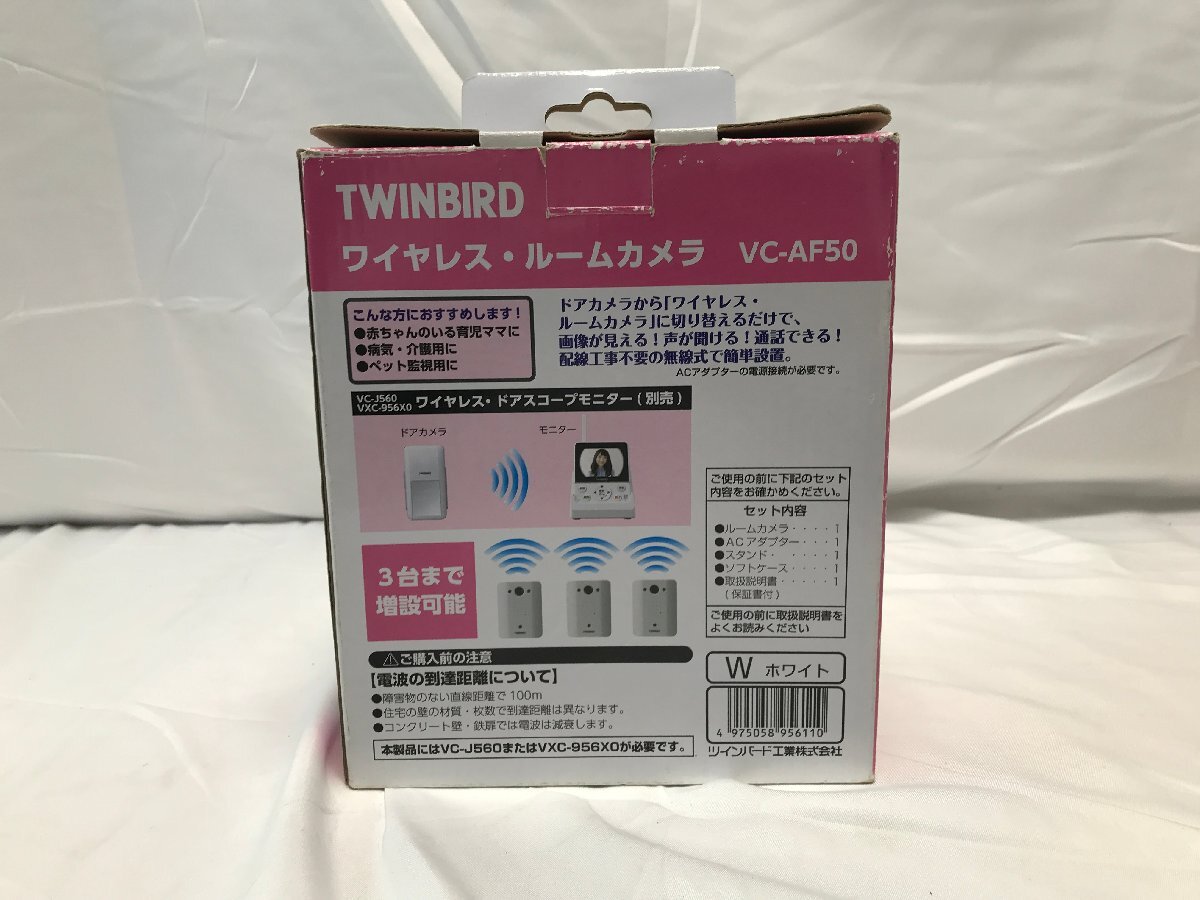 TWINBIRD
ワイヤレス・ルームカメラ VC-AF50
こんな方におすすめします!
●赤ちゃんのいる育児ママに
●病気・介護用に
●ペット監視用に
ドアカメラから「ワイヤレス・
ルームカメラ」に切り替えるだけで、
画像が見える!声が聞ける!通話できる!
配線工事不要の無線式で簡単設置。
ACアダプターの電源接続が必要です。
VC-J560
VXC-956X0 ワイヤレス・ドアスコープモニター(別売)
ドアカメラ
モニター
3台まで
増設可能
ご使用の前に下記のセット
内容をお確かめください。
セット内容
●ルームカメラ・・・・1
●ACアダプター・・・1
●スタンド・ ・・・・1
●ソフトケース・・・・1
●取扱説明書・・・・・1
(保証書付)
ご使用の前に取扱説明書を
よくお読みください
⚠ご購入前の注意
【電波の到達距離について】
●障害物のない直線距離で100m
●住宅の壁の材質・枚数で到達距離は異なります。
●コンクリート壁・鉄扉では電波は減衰します。
本製品にはVC-J560またはVXC-956X0が必要です。
W ホワイト
4 975058 956110
ツインバード工業株式会社